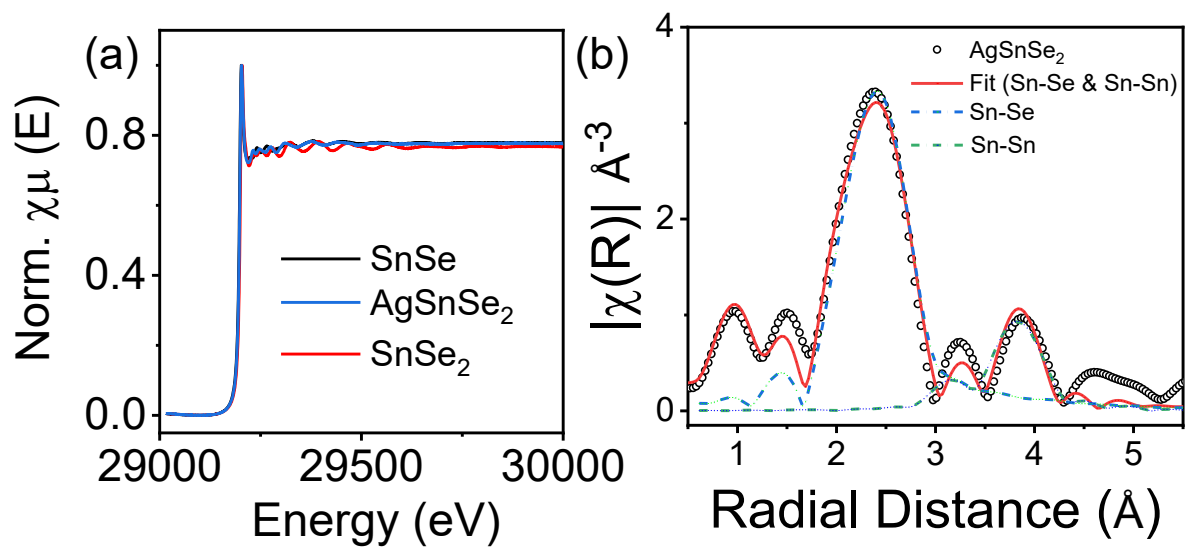 (a)
Norm. χμ (E)
0.8
0.4
0.0
SnSe
AgSnSe₂
SnSe₂
29000 29500 30000
Energy (eV)
(b)
|χ(R)| Å⁻³
4
2
0
AgSnSe₂
Fit (Sn-Se & Sn-Sn)
Sn-Se
Sn-Sn
1 2 3 4 5
Radial Distance (Å)